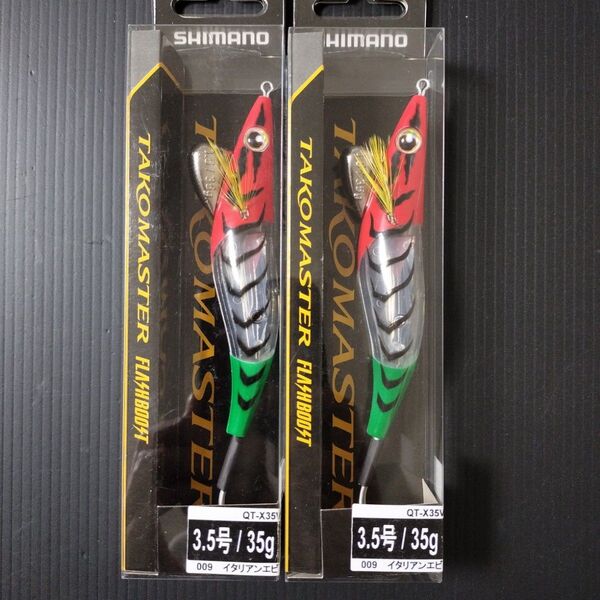 SHIMANO
TAKOMASTER FLASHBOOST
TAKOMASTER
QT-X35V
3.5号 / 35g
009 イタリアンエビ
SHIMANO
TAKOMASTER FLASHBOOST
TAKOMASTER
QT-X35V
3.5号 / 35g
009 イタリアンエビ